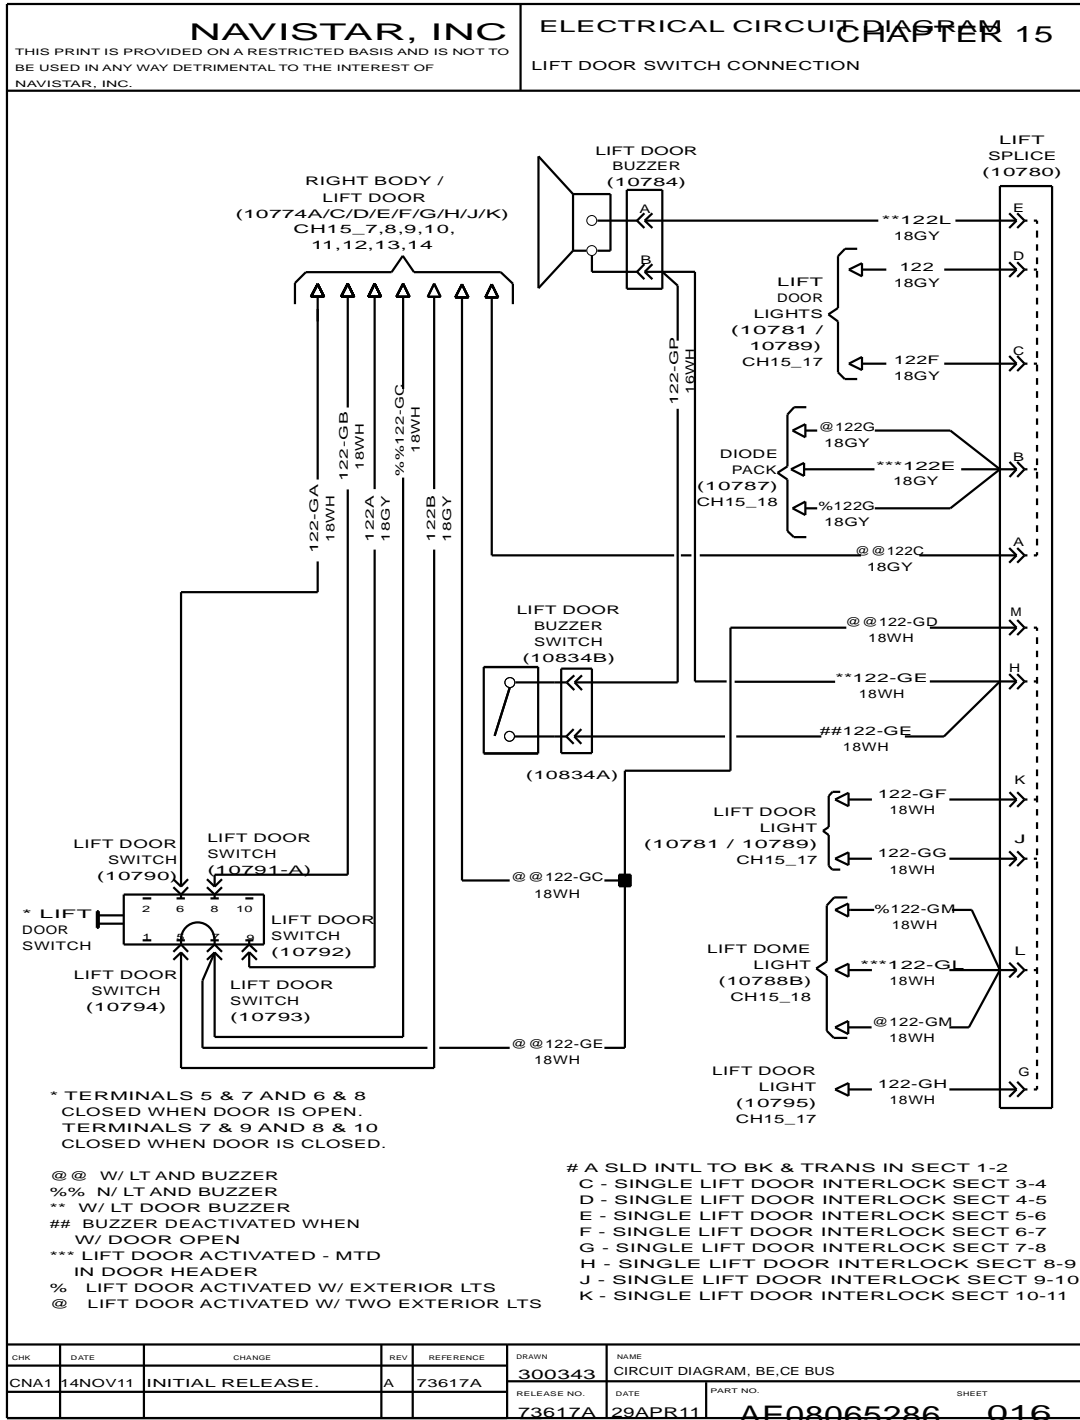 NAVISTAR, INC
THIS PRINT IS PROVIDED ON A RESTRICTED BASIS AND IS NOT TO
BE USED IN ANY WAY DETRIMENTAL TO THE INTEREST OF
NAVISTAR, INC.
ELECTRICAL CIRCUIT DIAGRAM
CHAPTER 15
LIFT DOOR SWITCH CONNECTION
RIGHT BODY /
LIFT DOOR
(10774A/C/D/E/F/G/H/J/K)
CH15_7,8,9,10,
11,12,13,14
LIFT DOOR
BUZZER
(10784)
A
B
LIFT
SPLICE
(10780)
E
**122L
18GY
D
122
18GY
LIFT
DOOR
LIGHTS
(10781 /
10789)
CH15_17
C
122F
18GY
122-GP
16WH
@122G
18GY
DIODE
PACK
(10787)
CH15_18
B
***122E
18GY
%122G
18GY
A
@@122C
18GY
122-GA
18WH
122-GB
18WH
122A
18GY
%%122-GC
18WH
122B
18GY
LIFT DOOR
BUZZER
SWITCH
(10834B)
(10834A)
M
@@122-GD
18WH
H
**122-GE
18WH
##122-GE
18WH
K
122-GF
18WH
LIFT DOOR
LIGHT
(10781 / 10789)
CH15_17
J
122-GG
18WH
LIFT DOOR
SWITCH
(10790)
LIFT DOOR
SWITCH
(10791-A)
@@122-GC
18WH
* LIFT
DOOR
SWITCH
2 6 8 10
1 5 7 9
LIFT DOOR
SWITCH
(10792)
LIFT DOOR
SWITCH
(10794)
LIFT DOOR
SWITCH
(10793)
@@122-GE
18WH
%122-GM
18WH
LIFT DOME
LIGHT
(10788B)
CH15_18
L
***122-GL
18WH
@122-GM
18WH
LIFT DOOR
LIGHT
(10795)
CH15_17
G
122-GH
18WH
* TERMINALS 5 & 7 AND 6 & 8
CLOSED WHEN DOOR IS OPEN.
TERMINALS 7 & 9 AND 8 & 10
CLOSED WHEN DOOR IS CLOSED.
@@ W/ LT AND BUZZER
%% N/ LT AND BUZZER
** W/ LT DOOR BUZZER
## BUZZER DEACTIVATED WHEN
W/ DOOR OPEN
*** LIFT DOOR ACTIVATED - MTD
IN DOOR HEADER
% LIFT DOOR ACTIVATED W/ EXTERIOR LTS
@ LIFT DOOR ACTIVATED W/ TWO EXTERIOR LTS
# A SLD INTL TO BK & TRANS IN SECT 1-2
C - SINGLE LIFT DOOR INTERLOCK SECT 3-4
D - SINGLE LIFT DOOR INTERLOCK SECT 4-5
E - SINGLE LIFT DOOR INTERLOCK SECT 5-6
F - SINGLE LIFT DOOR INTERLOCK SECT 6-7
G - SINGLE LIFT DOOR INTERLOCK SECT 7-8
H - SINGLE LIFT DOOR INTERLOCK SECT 8-9
J - SINGLE LIFT DOOR INTERLOCK SECT 9-10
K - SINGLE LIFT DOOR INTERLOCK SECT 10-11
CHK DATE CHANGE REV REFERENCE
CNA1 14NOV11 INITIAL RELEASE. A 73617A
DRAWN
300343
NAME
CIRCUIT DIAGRAM, BE,CE BUS
RELEASE NO.
73617A
DATE
29APR11
PART NO.
AE08065286
SHEET
016